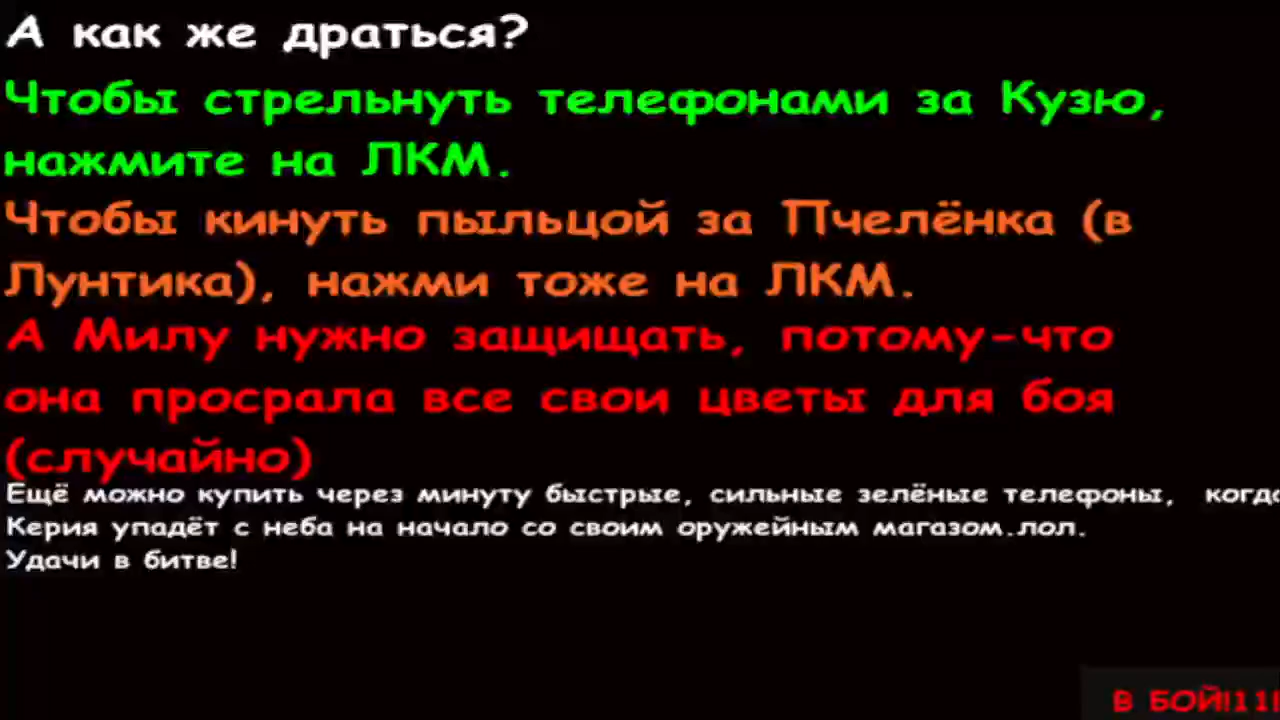 А как же драться?
Чтобы стрельнуть телефонами за Кузю,
нажмите на ЛКМ.
Чтобы кинуть пыльцой за Пчелёнка (в
Лунтика), нажми тоже на ЛКМ.
А Милу нужно защищать, потому-что
она просрала все свои цветы для боя
(случайно)
Ещё можно купить через минуту быстрые, сильные зелёные телефоны,  когда
Керия упадёт с неба на начало со своим оружейным магазом.лол.
Удачи в битве!
В БОЙ!11!